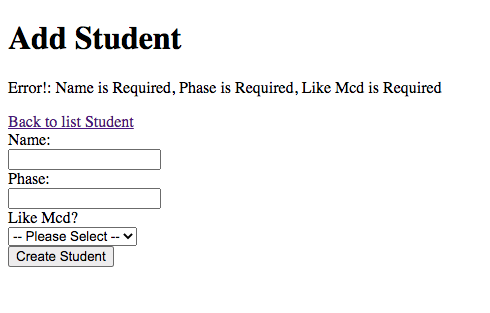 Add Student
Error!: Name is Required, Phase is Required, Like Mcd is Required
Back to list Student
Name:
Phase:
Like Mcd?
-- Please Select --
Create Student